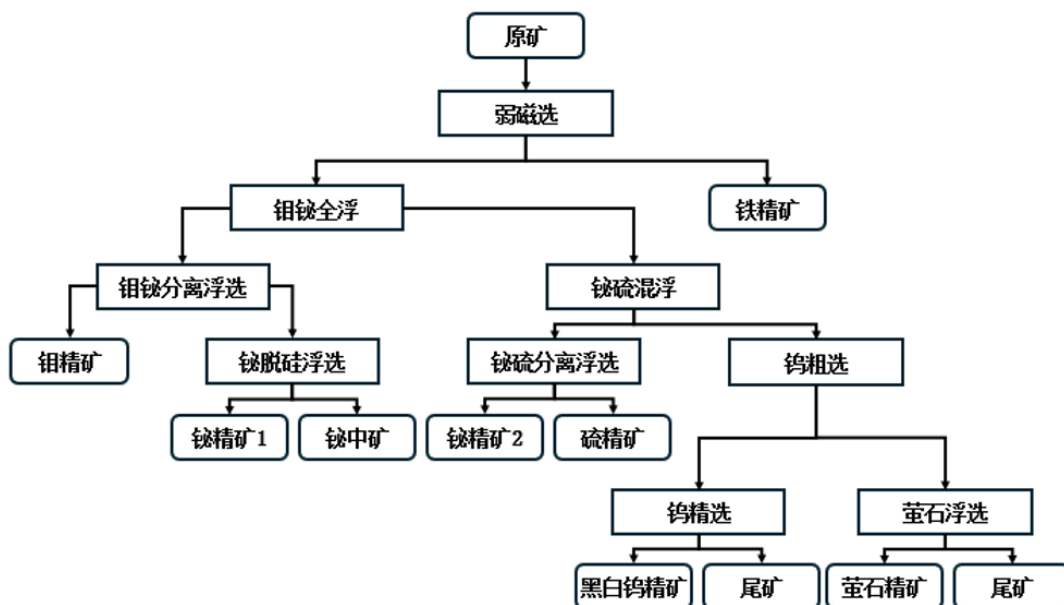 原矿
弱磁选
钼铋全浮
铁精矿
钼铋分离浮选
铋硫混浮
钼精矿
铋脱硅浮选
铋硫分离浮选
钨粗选
铋精矿1
铋中矿
铋精矿2
硫精矿
钨精选
萤石浮选
黑白钨精矿
尾矿
萤石精矿
尾矿